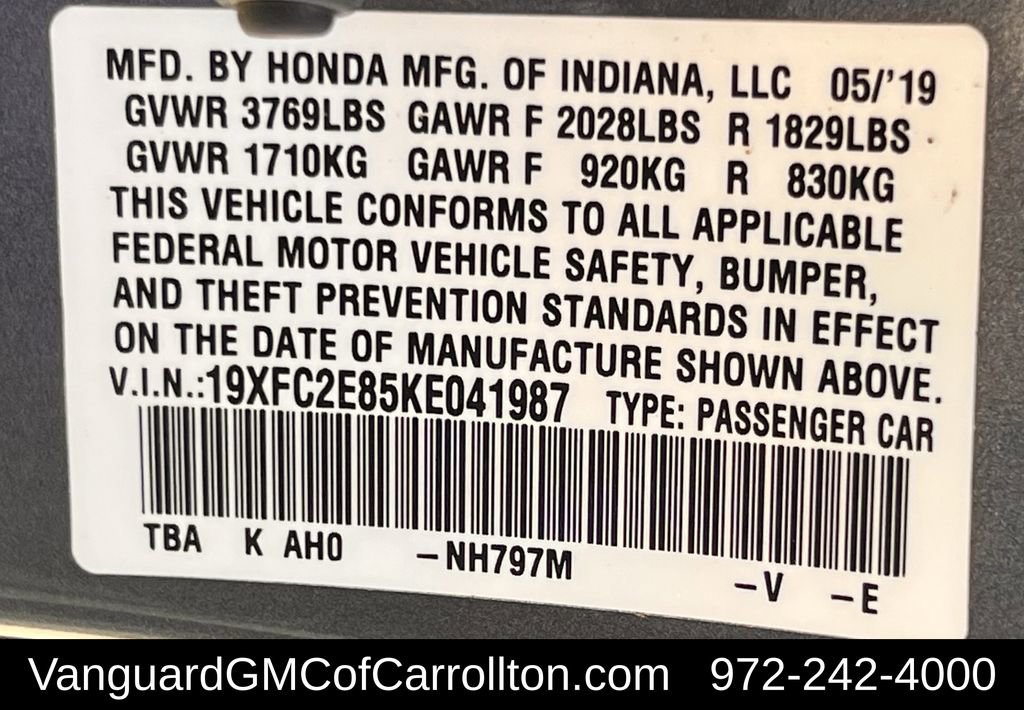 MFD. BY HONDA MFG. OF INDIANA, LLC 05/'19
GVWR 3769LBS GAWR F 2028LBS R 1829LBS
GVWR 1710KG GAWR F 920KG R 830KG
THIS VEHICLE CONFORMS TO ALL APPLICABLE
FEDERAL MOTOR VEHICLE SAFETY, BUMPER,
AND THEFT PREVENTION STANDARDS IN EFFECT
ON THE DATE OF MANUFACTURE SHOWN ABOVE.
V.I.N.:19XFC2E85KE041987 TYPE: PASSENGER CAR
TBA K AH0 –NH797M –V –E
VanguardGMCofCarrollton.com 972-242-4000